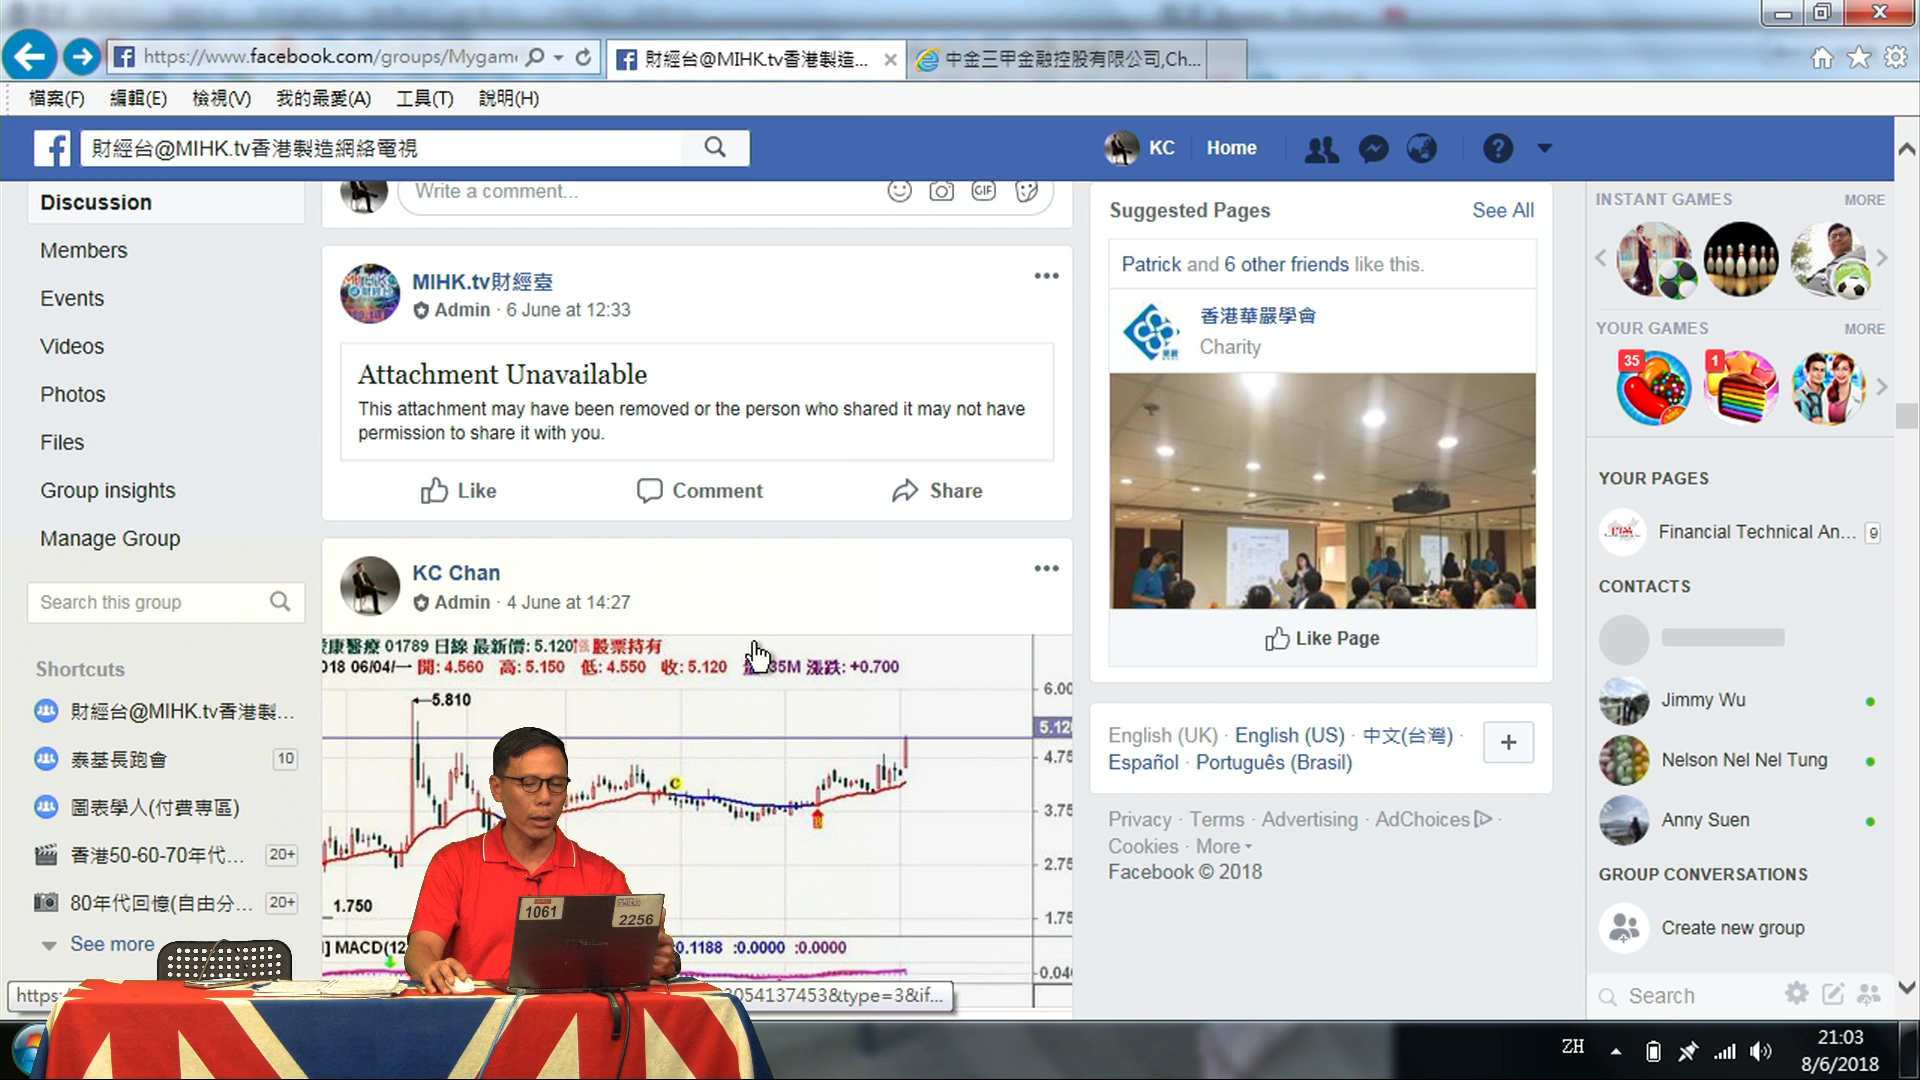 https://www.facebook.com/groups/Mygam
財經台@MIHK.tv香港製造...
中金三甲金融控股有限公司,Ch...
檔案(F) 編輯(E) 檢視(V) 我的最愛(A) 工具(T) 說明(H)
財經台@MIHK.tv香港製造網絡電視
KC Home
Discussion
Members
Events
Videos
Photos
Files
Group insights
Manage Group
Search this group
Shortcuts
財經台@MIHK.tv香港製...
泰基長跑會 10
圖表學人(付費專區)
香港50-60-70年代... 20+
80年代回憶(自由分... 20+
See more
https:
Write a comment...
GIF
MIHK.tv財經臺
Admin · 6 June at 12:33
Attachment Unavailable
This attachment may have been removed or the person who shared it may not have
permission to share it with you.
Like Comment Share
KC Chan
Admin · 4 June at 14:27
康醫療 01789 日線 最新價: 5.120 股票持有
018 06/04/一 開: 4.560 高: 5.150 低: 4.550 收: 5.120 35M 漲跌: +0.700
5.810
6.00
5.120
4.75
3.75
2.75
1.75
C
1.750
MACD(12
0.1188 :0.0000 :0.0000
0.04
1061
2256
3054137453&type=3&if...
Suggested Pages See All
Patrick and 6 other friends like this.
香港華嚴學會
Charity
Like Page
English (UK) · English (US) · 中文(台灣) ·
Español · Português (Brasil)
Privacy · Terms · Advertising · AdChoices ·
Cookies · More
Facebook © 2018
INSTANT GAMES MORE
YOUR GAMES MORE
35
1
YOUR PAGES
Financial Technical An... 9
CONTACTS
Jimmy Wu
Nelson Nel Nel Tung
Anny Suen
GROUP CONVERSATIONS
Create new group
Search
ZH
21:03
8/6/2018